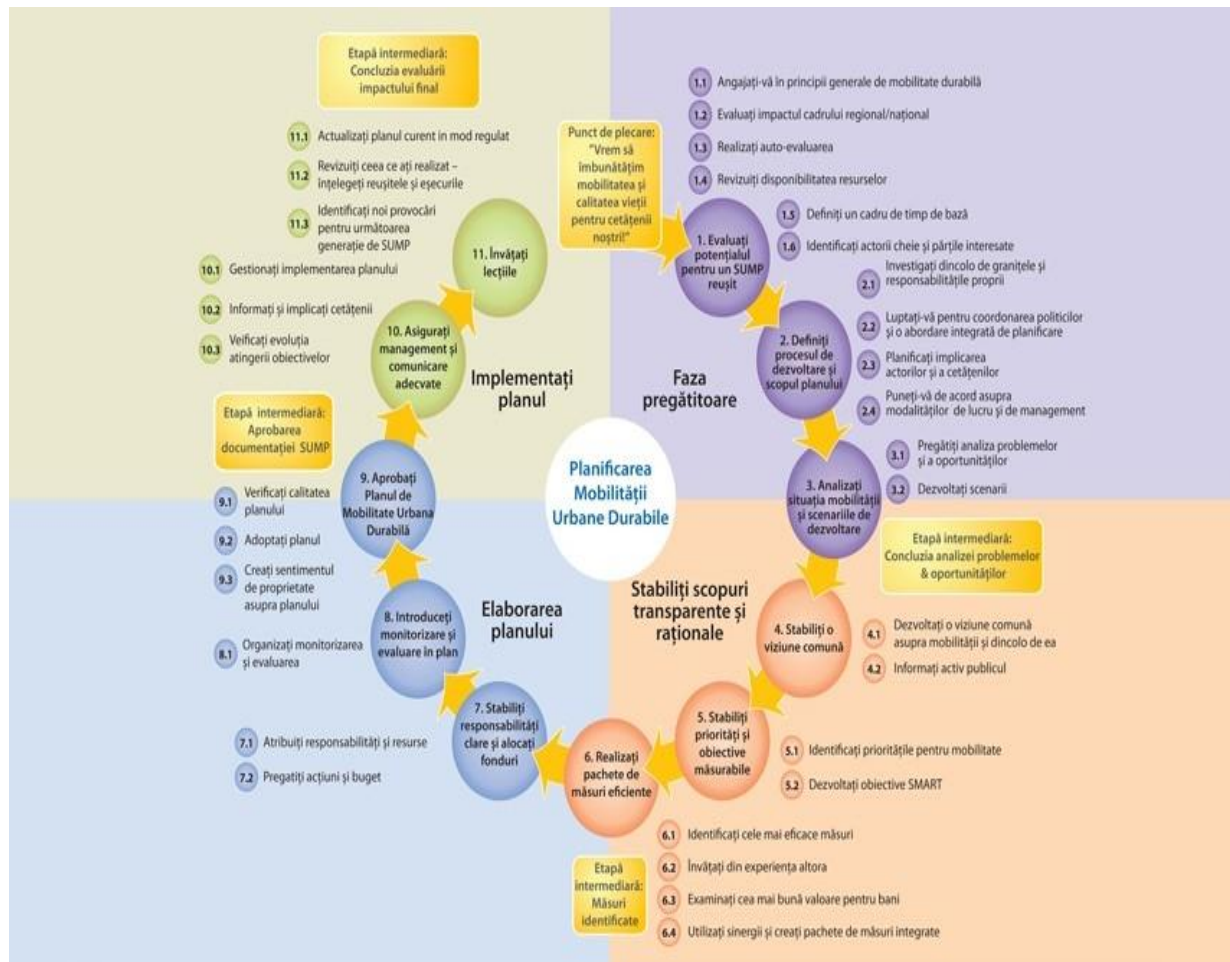 Punct de plecare:
"Vrem să
îmbunătățim
mobilitatea și
calitatea vieții
pentru cetățenii
noștri!"
1. Evaluați
potențialul
pentru un SUMP
reușit
1.1 Angajați-vă în principii generale de mobilitate durabilă
1.2 Evaluați impactul cadrului regional/național
1.3 Realizați auto-evaluarea
1.4 Revizuiți disponibilitatea resurselor
1.5 Definiți un cadru de timp de bază
1.6 Identificați actorii cheie și părțile interesate
2. Definiți
procesul de
dezvoltare și
scopul planului
2.1 Investigați dincolo de granițele și
responsabilitățile proprii
2.2 Luptați-vă pentru coordonarea politicilor
și o abordare integrată de planificare
2.3 Planificați implicarea
actorilor și a cetățenilor
2.4 Puneți-vă de acord asupra
modalităților de lucru și de management
Faza
pregătitoare
3. Analizați
situația mobilității
și scenariile de
dezvoltare
3.1 Pregătiți analiza problemelor
și a oportunităților
3.2 Dezvoltați scenarii
Etapă intermediară:
Concluzia analizei problemelor
& oportunităților
Planificarea
Mobilității
Urbane Durabile
Stabiliți scopuri
transparente și
raționale
4. Stabiliți o
viziune comună
4.1 Dezvoltați o viziune comună
asupra mobilității și dincolo de ea
4.2 Informați activ publicul
5. Stabiliți
priorități și
obiective
măsurabile
5.1 Identificați prioritățile pentru mobilitate
5.2 Dezvoltați obiective SMART
6. Realizați
pachete de
măsuri eficiente
6.1 Identificați cele mai eficace măsuri
6.2 Învățați din experiența altora
6.3 Examinați cea mai bună valoare pentru bani
6.4 Utilizați sinergii și creați pachete de măsuri integrate
Etapă
intermediară:
Măsuri
identificate
Elaborarea
planului
7. Stabiliți
responsabilități
clare și alocați
fonduri
7.1 Atribuiți responsabilități și resurse
7.2 Pregatiți acțiuni și buget
8. Introduceți
monitorizare și
evaluare in plan
8.1 Organizați monitorizarea
și evaluarea
9. Aprobați
Planul de
Mobilitate Urbana
Durabilă
9.1 Verificați calitatea
planului
9.2 Adoptați planul
9.3 Creați sentimentul
de proprietate
asupra planului
Etapă intermediară:
Aprobarea
documentației SUMP
Implementați
planul
10. Asigurați
management și
comunicare
adecvate
10.1 Gestionați implementarea planului
10.2 Informați și implicați cetățenii
10.3 Veificați evoluția
atingerii obiectivelor
11. Învățați
lecțiile
11.1 Actualizați planul curent in mod regulat
11.2 Revizuiți ceea ce ați realizat –
înțelegeți reușitele și eșecurile
11.3 Identificați noi provocări
pentru următoarea
generație de SUMP
Etapă intermediară:
Concluzia evaluării
impactului final